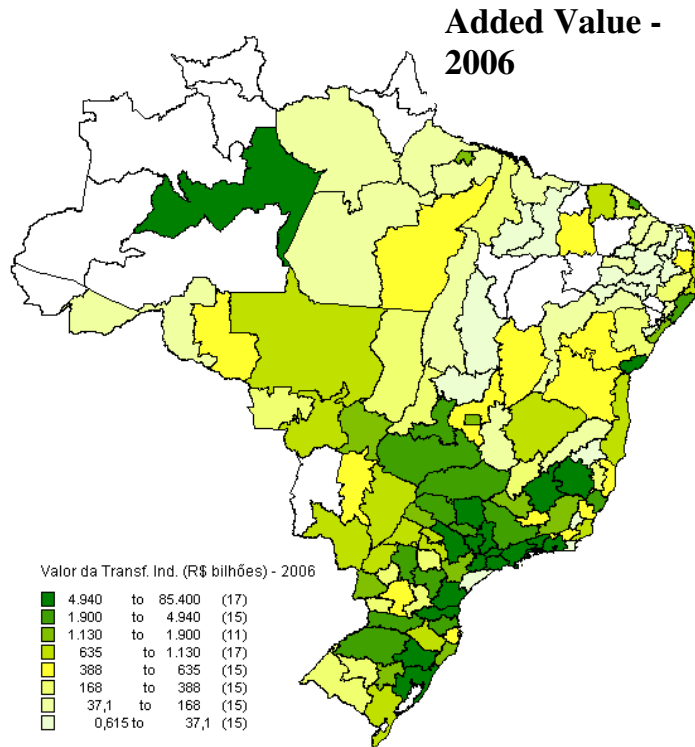 Added Value -
2006
Valor da Transf. Ind. (R$ bilhões) - 2006
4.940 to 85.400 (17)
1.900 to 4.940 (15)
1.130 to 1.900 (11)
635 to 1.130 (17)
388 to 635 (15)
168 to 388 (15)
37,1 to 168 (15)
0,615 to 37,1 (15)